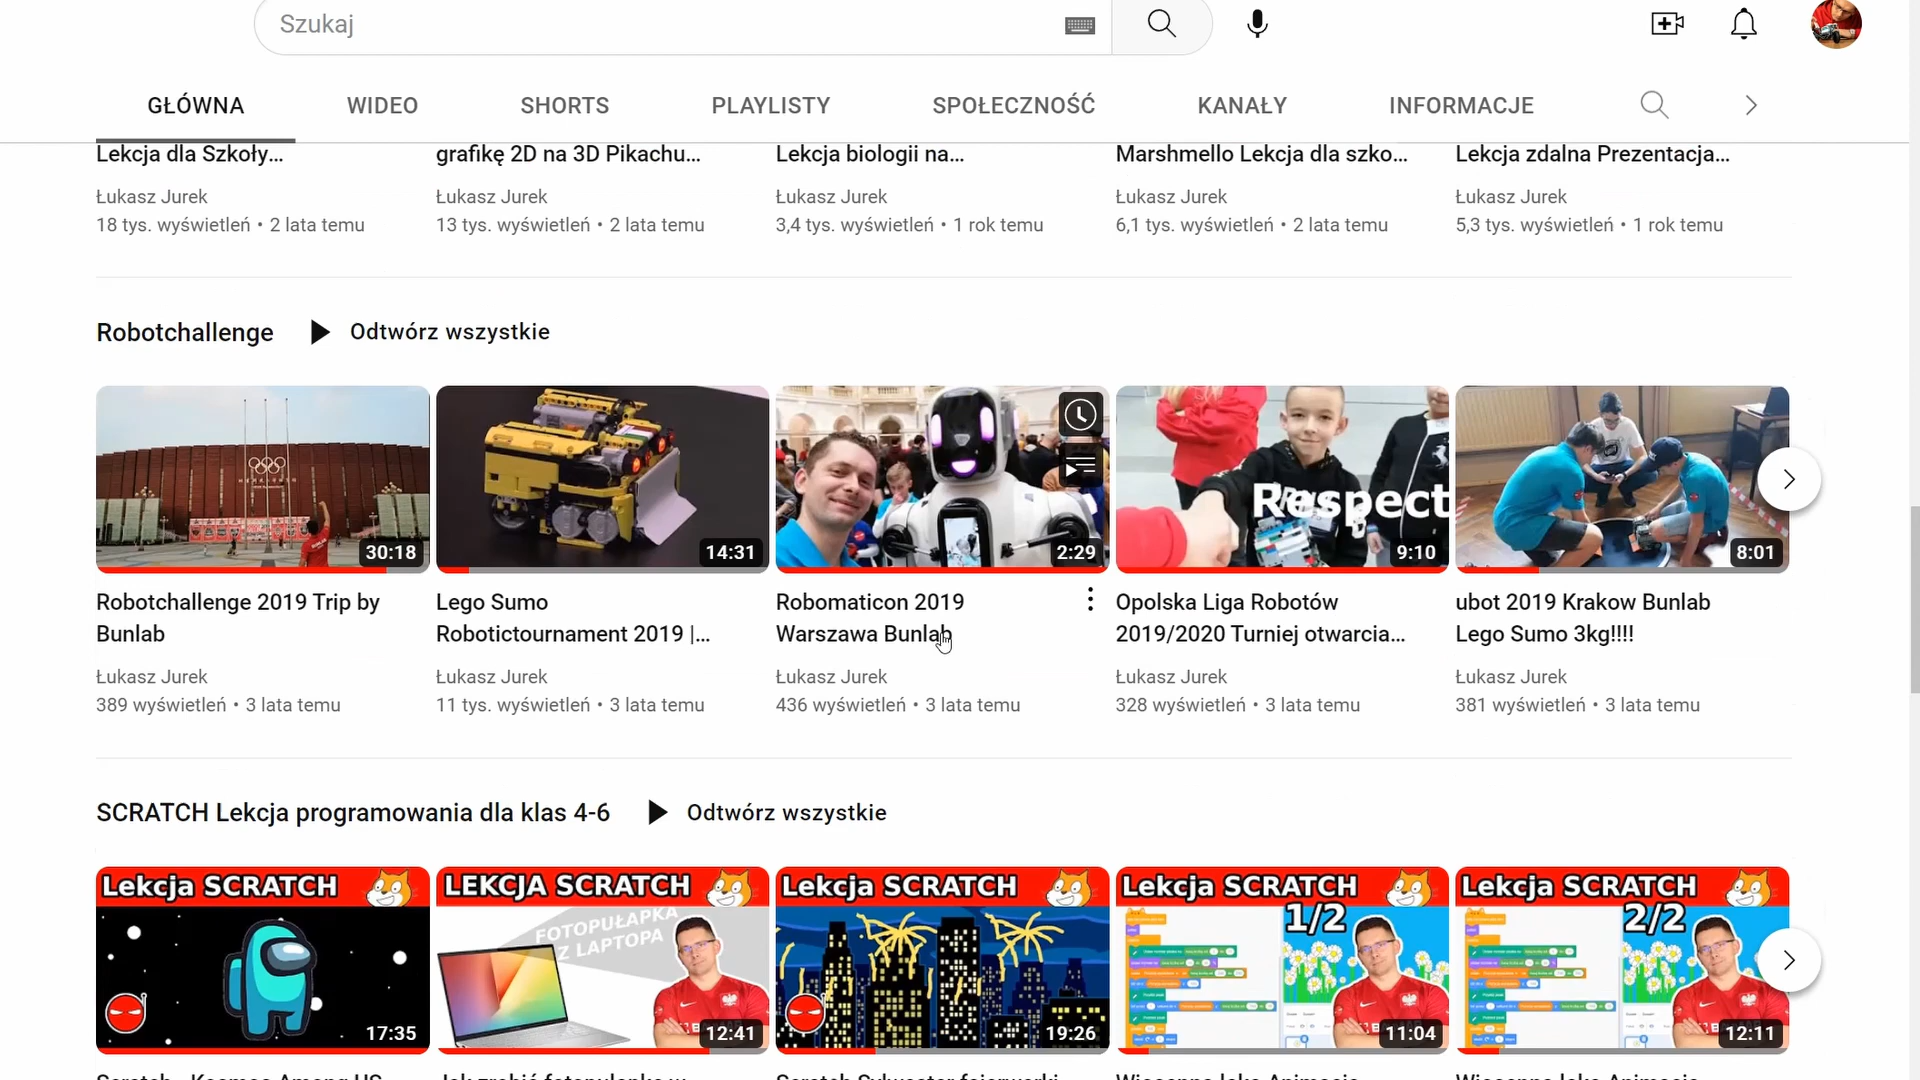 Szukaj
GŁÓWNA WIDEO SHORTS PLAYLISTY SPOŁECZNOŚĆ KANAŁY INFORMACJE
Lekcja dla Szkoły...
Łukasz Jurek
18 tys. wyświetleń • 2 lata temu
grafikę 2D na 3D Pikachu...
Łukasz Jurek
13 tys. wyświetleń • 2 lata temu
Lekcja biologii na...
Łukasz Jurek
3,4 tys. wyświetleń • 1 rok temu
Marshmello Lekcja dla szko...
Łukasz Jurek
6,1 tys. wyświetleń • 2 lata temu
Lekcja zdalna Prezentacja...
Łukasz Jurek
5,3 tys. wyświetleń • 1 rok temu
Robotchallenge Odtwórz wszystkie
30:18
Robotchallenge 2019 Trip by
Bunlab
Łukasz Jurek
389 wyświetleń • 3 lata temu
14:31
Lego Sumo
Robotictournament 2019 |...
Łukasz Jurek
11 tys. wyświetleń • 3 lata temu
2:29
Robomaticon 2019
Warszawa Bunlab
Łukasz Jurek
436 wyświetleń • 3 lata temu
Respect
9:10
Opolska Liga Robotów
2019/2020 Turniej otwarcia...
Łukasz Jurek
328 wyświetleń • 3 lata temu
8:01
ubot 2019 Krakow Bunlab
Lego Sumo 3kg!!!!
Łukasz Jurek
381 wyświetleń • 3 lata temu
SCRATCH Lekcja programowania dla klas 4-6 Odtwórz wszystkie
Lekcja SCRATCH
17:35
LEKCJA SCRATCH
FOTOPUŁAPKA
Z LAPTOPA
12:41
Lekcja SCRATCH
19:26
Lekcja SCRATCH
1/2
11:04
Lekcja SCRATCH
2/2
12:11